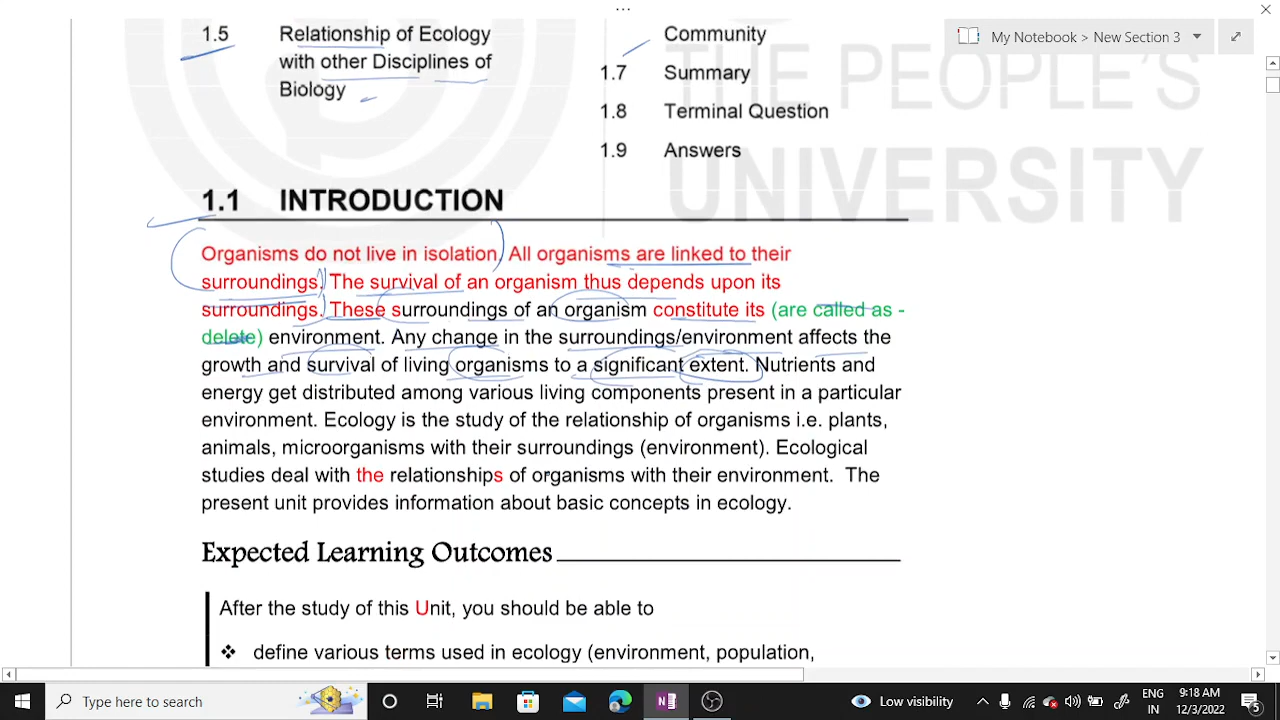 ...
My Notebook > New Section 3
1.5 Relationship of Ecology
with other Disciplines of
Biology
Community
1.7 Summary
1.8 Terminal Question
1.9 Answers
THE PEOPLE'S
UNIVERSITY
1.1 INTRODUCTION
Organisms do not live in isolation. All organisms are linked to their
surroundings. The survival of an organism thus depends upon its
surroundings. These surroundings of an organism constitute its (are called as -
delete) environment. Any change in the surroundings/environment affects the
growth and survival of living organisms to a significant extent. Nutrients and
energy get distributed among various living components present in a particular
environment. Ecology is the study of the relationship of organisms i.e. plants,
animals, microorganisms with their surroundings (environment). Ecological
studies deal with the relationships of organisms with their environment. The
present unit provides information about basic concepts in ecology.
Expected Learning Outcomes
After the study of this Unit, you should be able to
❖ define various terms used in ecology (environment, population,
Type here to search
Low visibility
ENG
IN
9:18 AM
12/3/2022
5